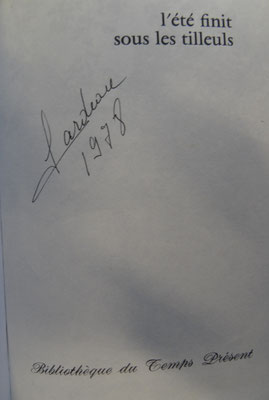 l'été finit
sous les tilleuls
1978
Bibliothèque du Temps Présent